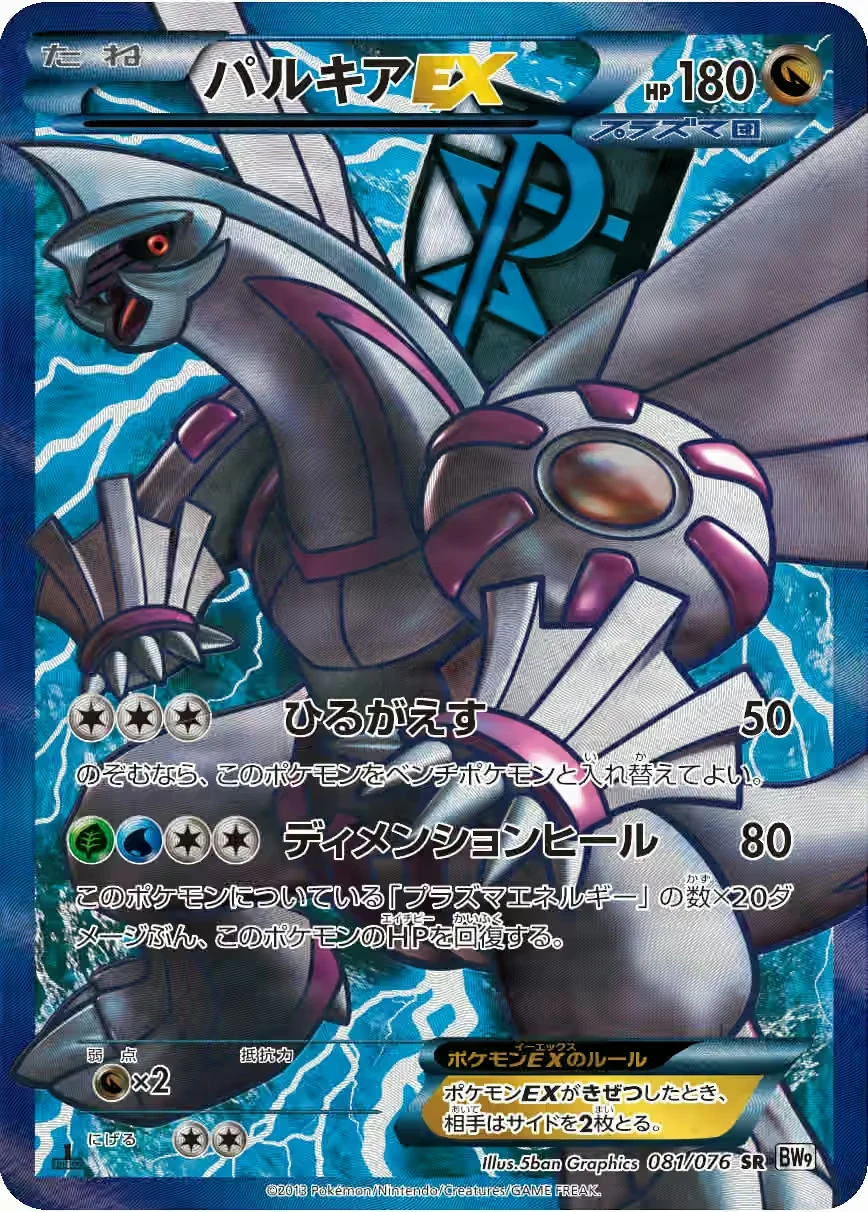 たね
パルキアEX
HP180
プラズマ団
ひるがえす 50
のぞむなら、このポケモンをベンチポケモンと入れ替えてよい。
ディメンションヒール 80
このポケモンについている「プラズマエネルギー」の数×20ダ
メージぶん、このポケモンのHPを回復する。
弱点 抵抗力
×2
にげる
ポケモンEXのルール
ポケモンEXがきぜつしたとき、
相手はサイドを2枚とる。
1 EDITION
illus.5ban Graphics 081/076 SR BW9
©2013 Pokémon/Nintendo/Creatures/GAME FREAK.